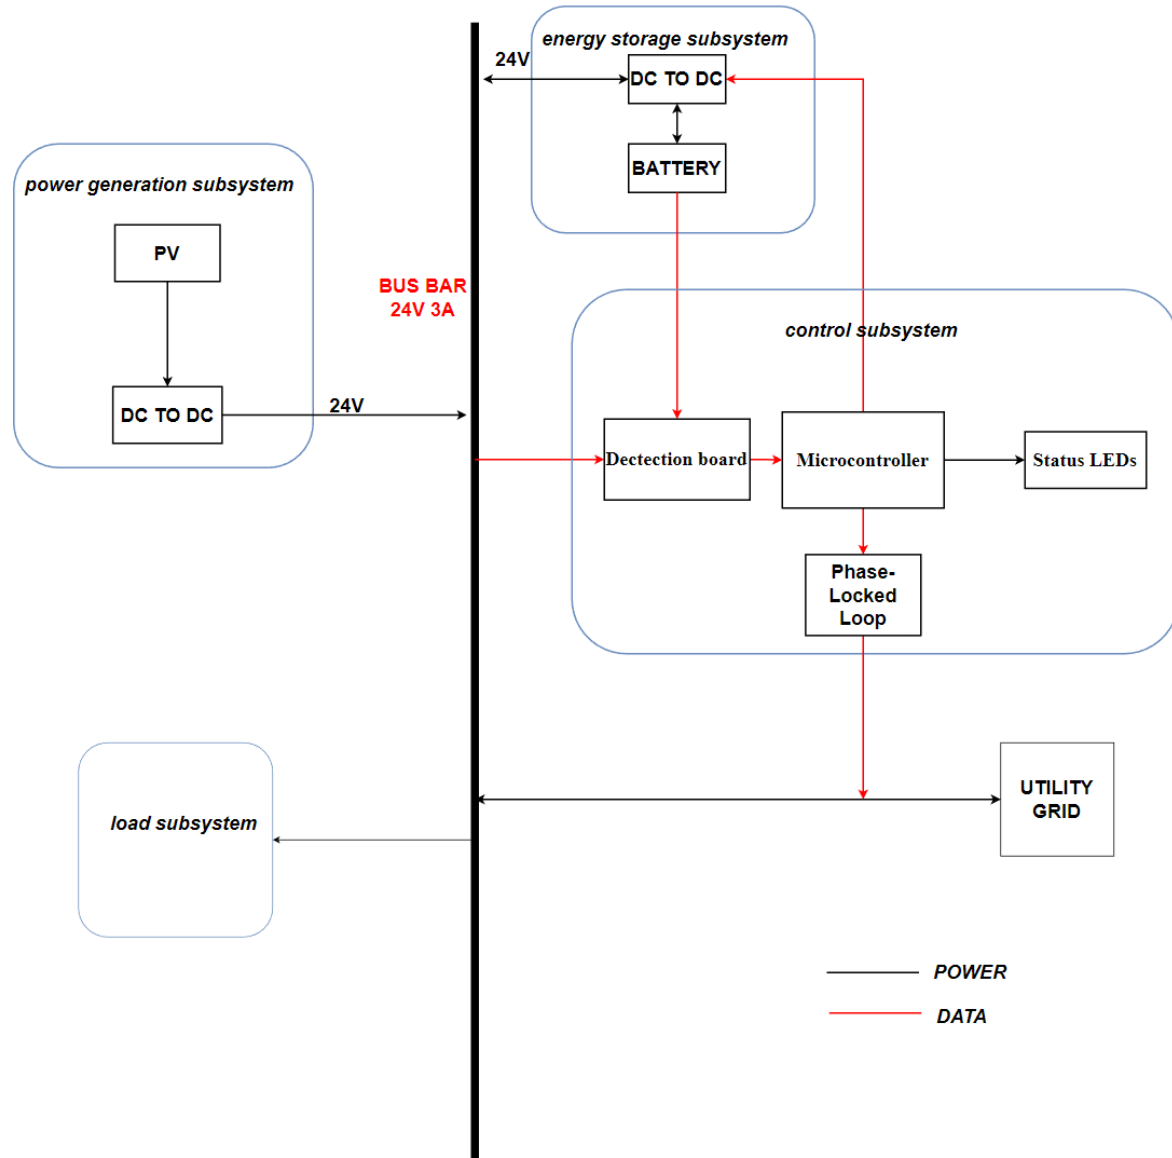 energy storage subsystem
24V
DC TO DC
BATTERY
power generation subsystem
PV
BUS BAR
24V 3A
control subsystem
DC TO DC
24V
Dectection board
Microcontroller
Status LEDs
Phase-
Locked
Loop
load subsystem
UTILITY
GRID
POWER
DATA